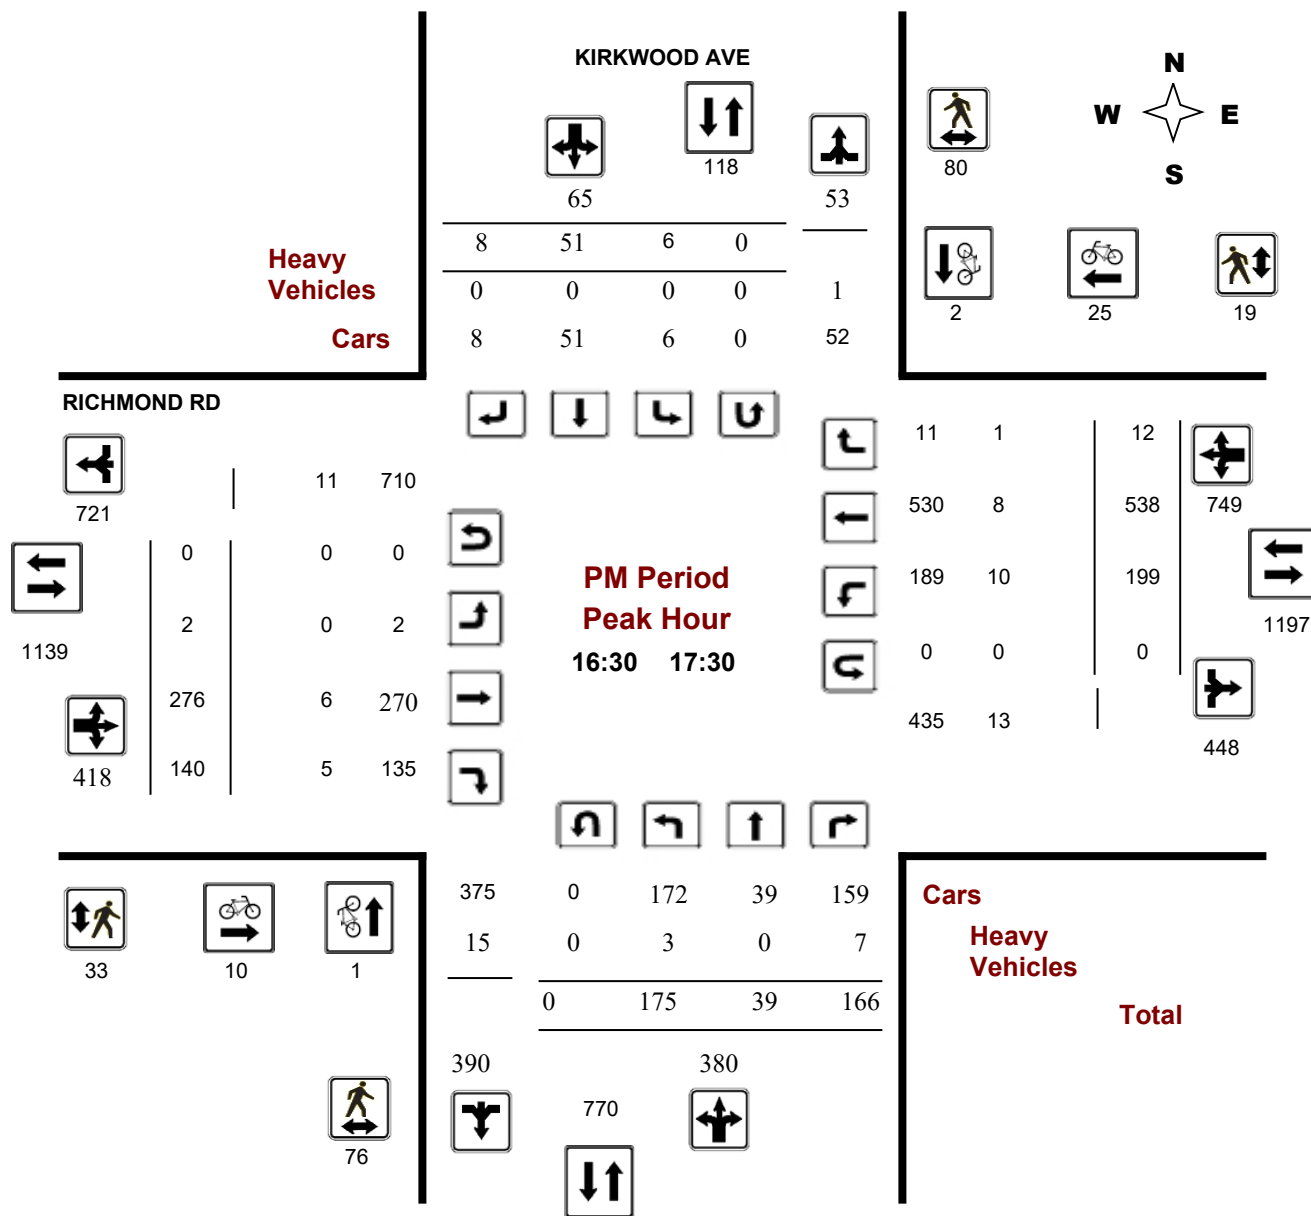 KIRKWOOD AVE
N
W E
S
118
80
65 53
8 51 6 0
Heavy
Vehicles
0 0 0 0 1
Cars
8 51 6 0 52
2 25 19
RICHMOND RD
11 1 12
11 710
721
530 8 538 749
0 0 0
PM Period
189 10 199
Peak Hour
2 0 2
1139
1197
16:30 17:30
0 0 0
276 6 270
435 13
448
418 140 5 135
375 0 172 39 159
Cars
15 0 3 0 7
Heavy
Vehicles
33 10 1
0 175 39 166
Total
390 380
770
76